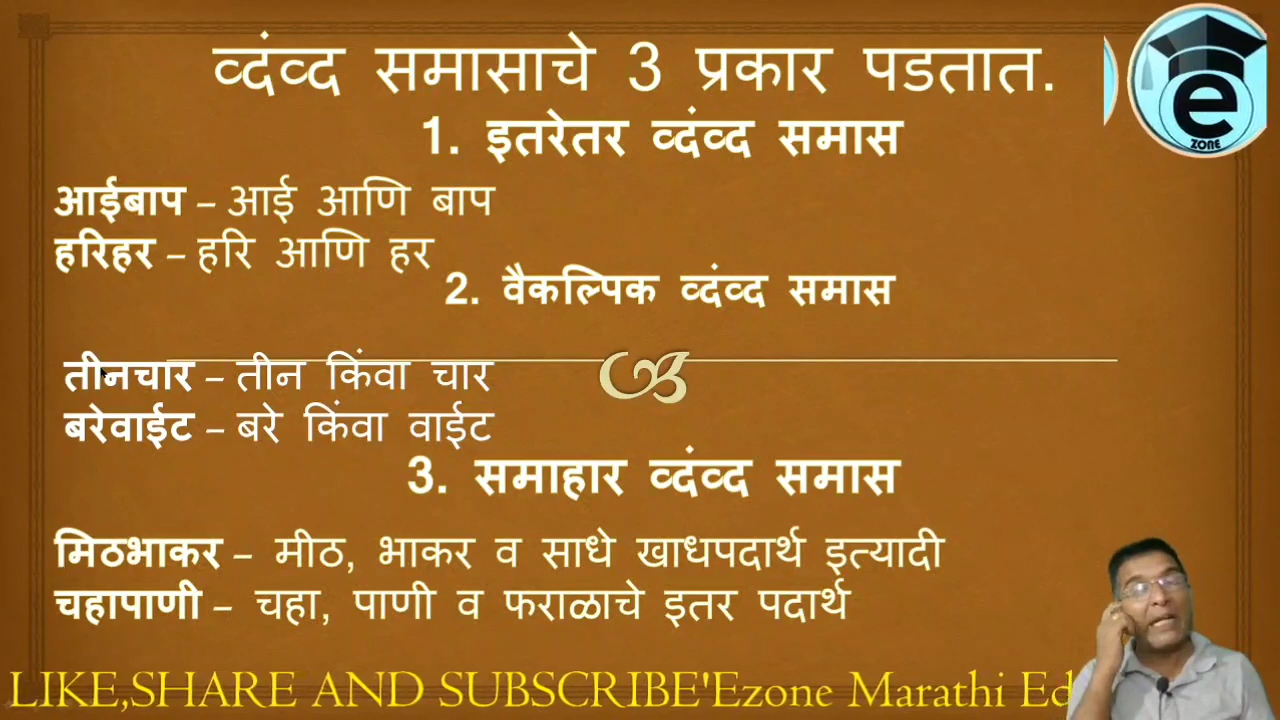 व्दंव्द समासाचे 3 प्रकार पडतात.
e
ZONE
1. इतरेतर व्दंव्द समास
आईबाप – आई आणि बाप
हरिहर – हरि आणि हर
2. वैकल्पिक व्दंव्द समास
तीनचार – तीन किंवा चार
बरेवाईट – बरे किंवा वाईट
3. समाहार व्दंव्द समास
मिठभाकर – मीठ, भाकर व साधे खाधपदार्थ इत्यादी
चहापाणी – चहा, पाणी व फराळाचे इतर पदार्थ
LIKE,SHARE AND SUBSCRIBE'Ezone Marathi Ed